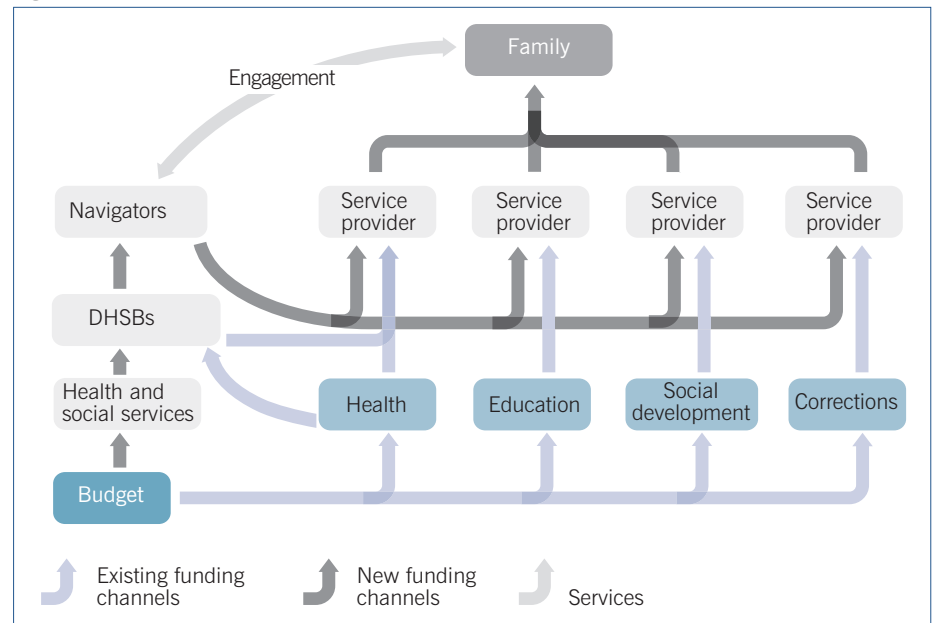 Family
Engagement
Navigators
Service
provider
Service
provider
Service
provider
Service
provider
DHSBs
Health and
social services
Health
Education
Social
development
Corrections
Budget
Existing funding
channels
New funding
channels
Services